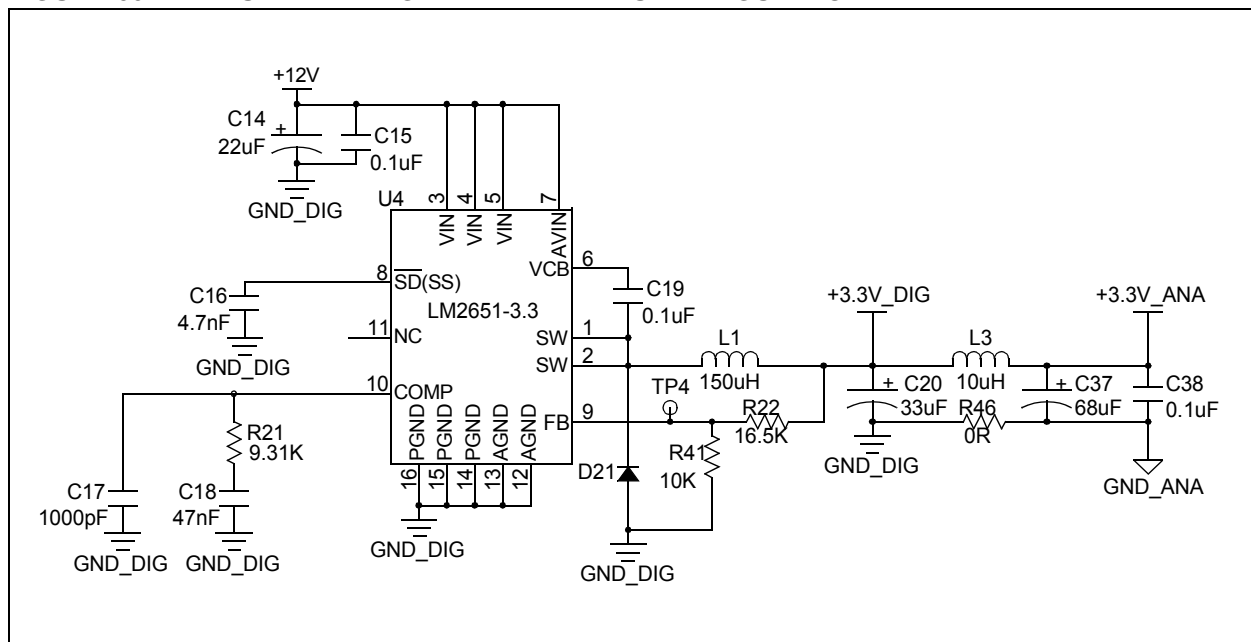 +12V
C14
22uF
+
C15
0.1uF
GND_DIG
U4
3
4
5
7
VIN
VIN
VIN
AVIN
8
SD(SS)
VCB
6
C16
4.7nF
GND_DIG
LM2651-3.3
C19
0.1uF
11
NC
SW
1
SW
2
L1
150uH
+3.3V_DIG
L3
10uH
+3.3V_ANA
10
COMP
FB
9
TP4
R22
16.5K
+
C20
33uF
R46
0R
+
C37
68uF
C38
0.1uF
R21
9.31K
PGND
PGND
PGND
AGND
AGND
16
15
14
13
12
D21
R41
10K
GND_DIG
GND_ANA
C17
1000pF
C18
47nF
GND_DIG
GND_DIG
GND_DIG
GND_DIG